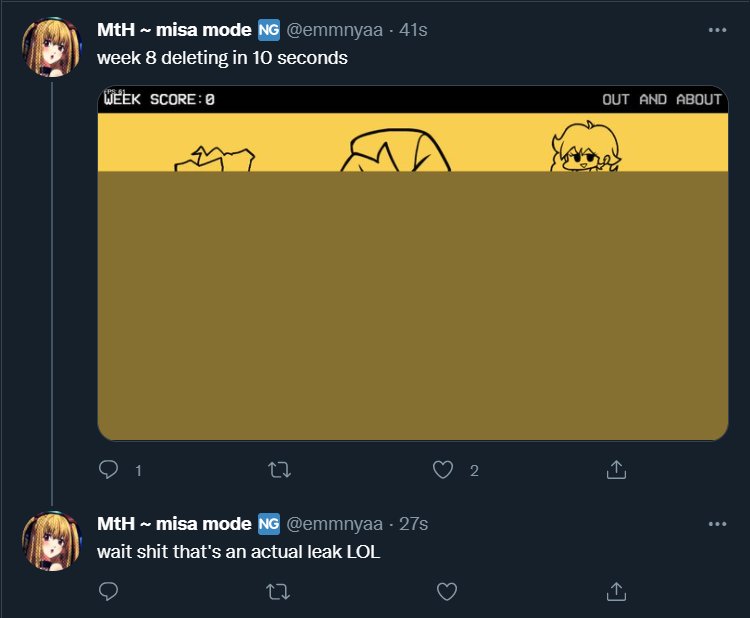 MtH ~ misa mode NG @emmnyaa · 41s
week 8 deleting in 10 seconds
FPS: 61
WEEK SCORE:0 OUT AND ABOUT
1 2
MtH ~ misa mode NG @emmnyaa · 27s
wait shit that's an actual leak LOL